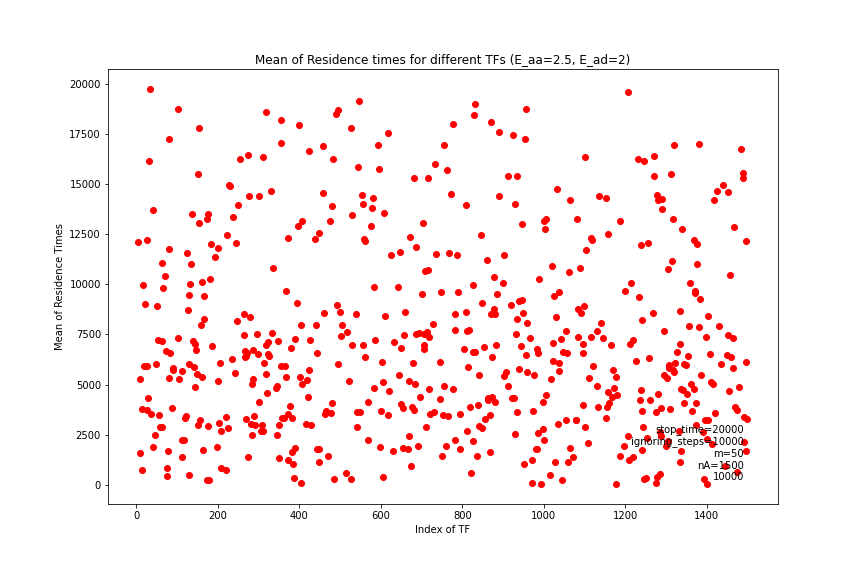 Mean of Residence times for different TFs (E_aa=2.5, E_ad=2)
20000
17500
15000
12500
10000
7500
5000
2500
0
Mean of Residence Times
stop_time=20000
ignoring_steps=10000
m=50
nA=1500
10000
0
200
400
600
800
1000
1200
1400
Index of TF